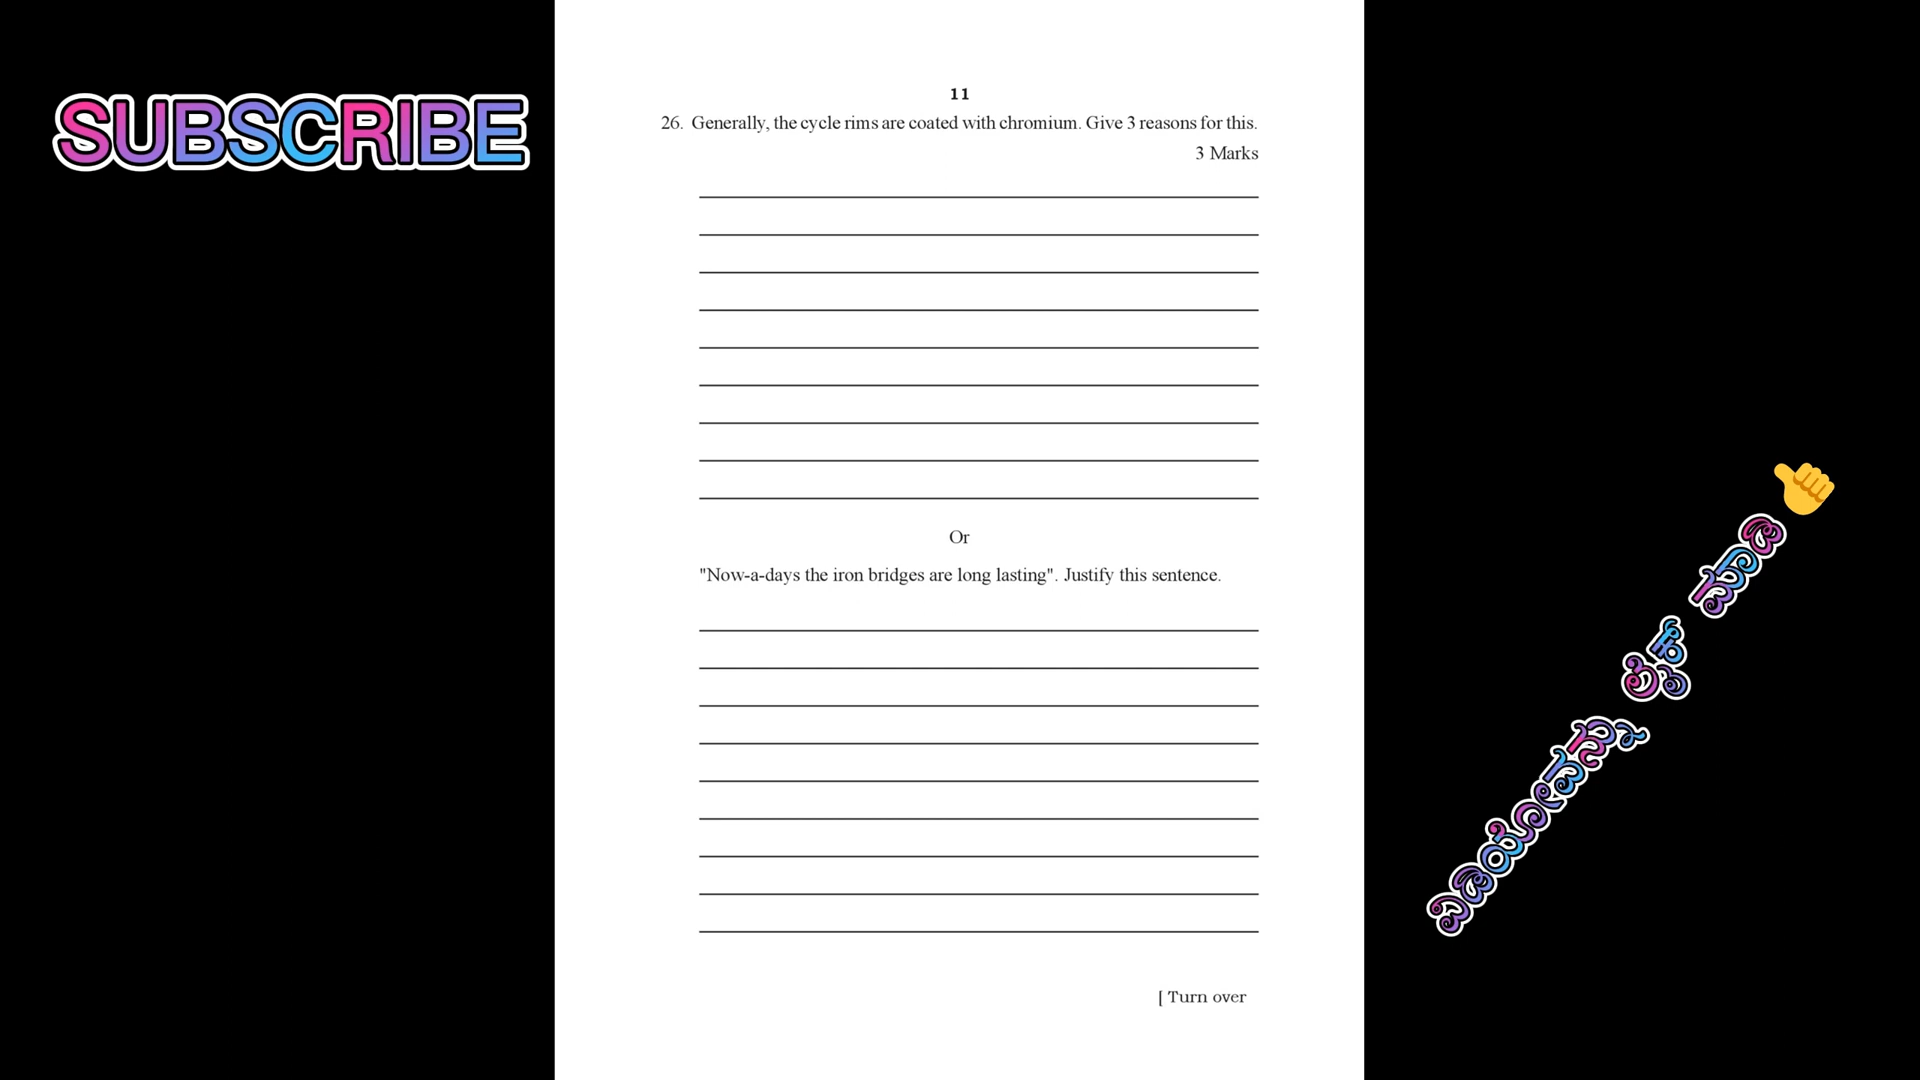 SUBSCRIBE
11
26. Generally, the cycle rims are coated with chromium. Give 3 reasons for this.
3 Marks
Or
"Now-a-days the iron bridges are long lasting". Justify this sentence.
[ Turn over
ವಿಡಿಯೋವನ್ನು ಲೈಕ್ ಮಾಡಿ 👍